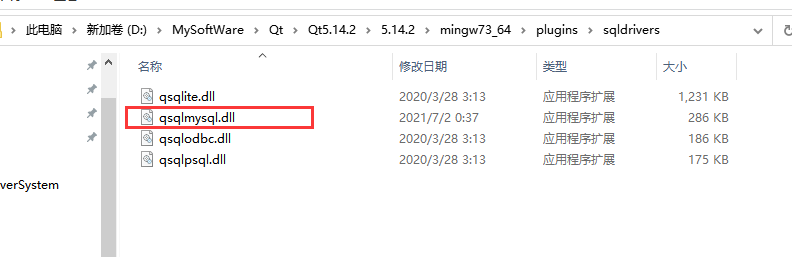 此电脑 > 新加卷 (D:) > MySoftWare > Qt > Qt5.14.2 > 5.14.2 > mingw73_64 > plugins > sqldrivers
名称 修改日期 类型 大小
qsqlite.dll 2020/3/28 3:13 应用程序扩展 1,231 KB
qsqlmysql.dll 2021/7/2 0:37 应用程序扩展 286 KB
qsqlodbc.dll 2020/3/28 3:13 应用程序扩展 186 KB
qsqlpsql.dll 2020/3/28 3:13 应用程序扩展 175 KB
verSystem